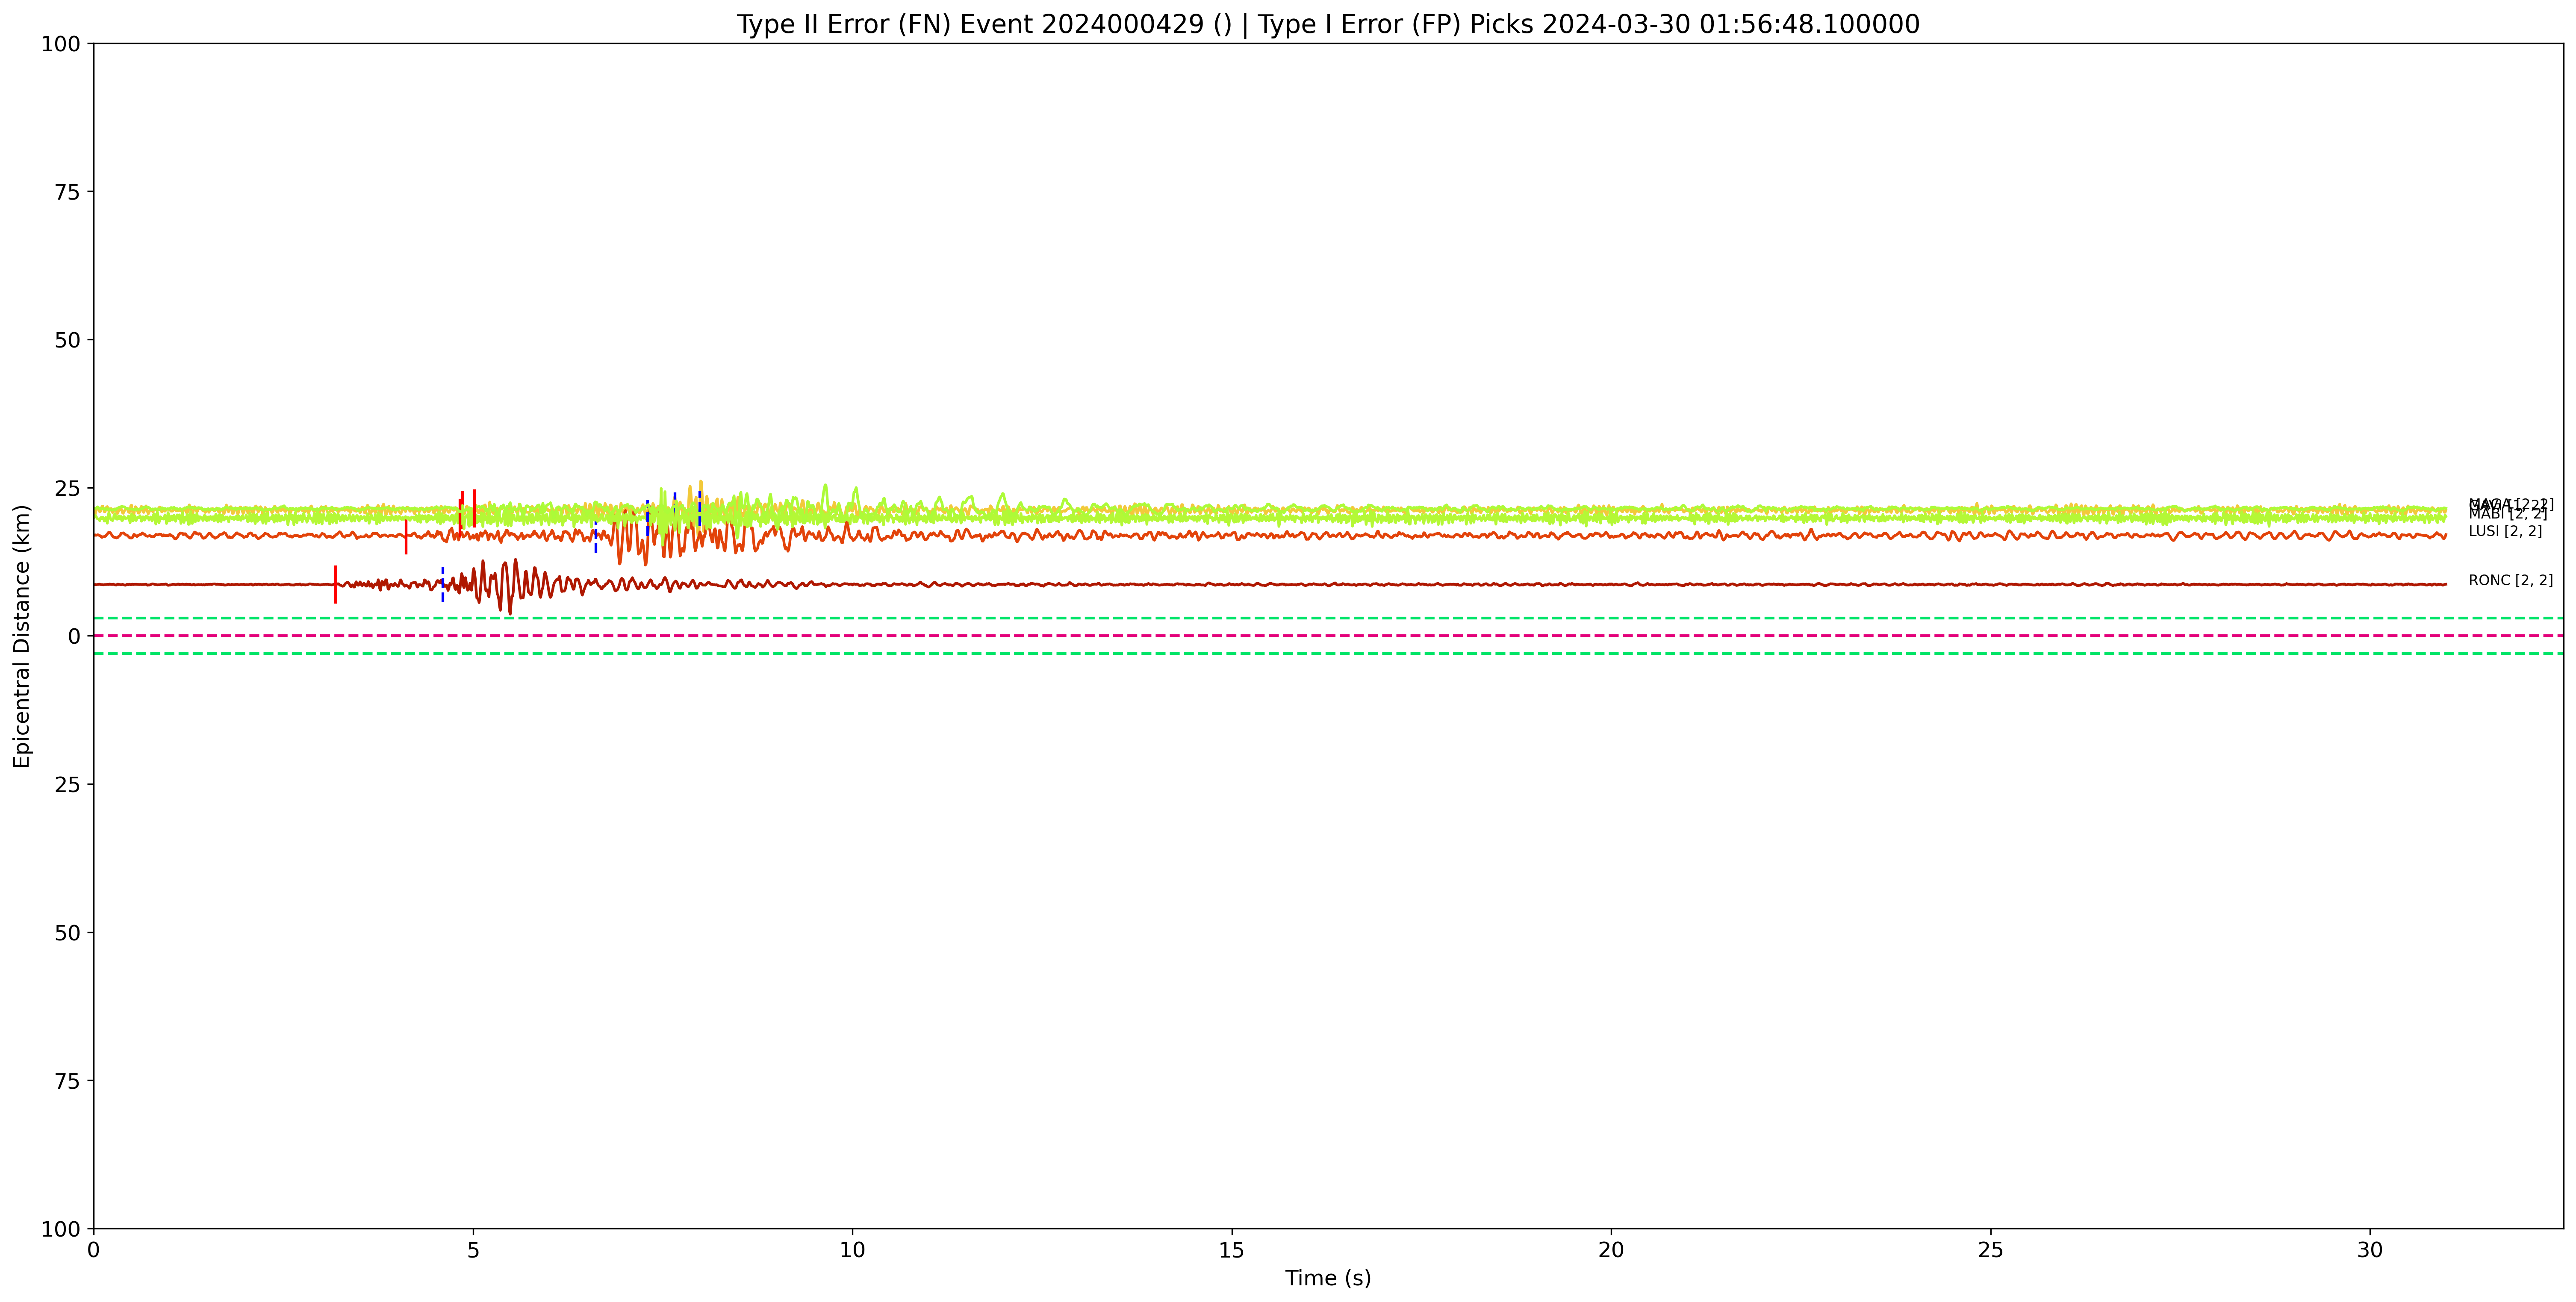 Type II Error (FN) Event 2024000429 () | Type I Error (FP) Picks 2024-03-30 01:56:48.100000
100
75
50
25
0
25
50
75
100
Epicentral Distance (km)
MABI [2, 2]
LUSI [2, 2]
RONC [2, 2]
0
5
10
15
20
25
30
Time (s)